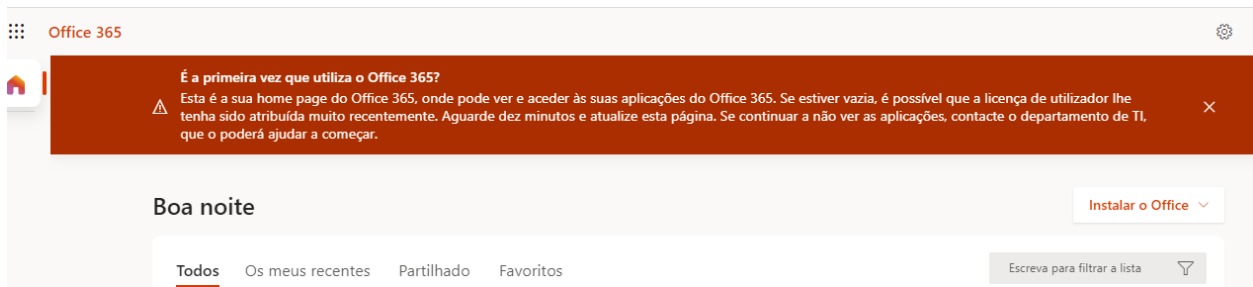 Office 365
É a primeira vez que utiliza o Office 365?
Esta é a sua home page do Office 365, onde pode ver e aceder às suas aplicações do Office 365. Se estiver vazia, é possível que a licença de utilizador lhe
tenha sido atribuída muito recentemente. Aguarde dez minutos e atualize esta página. Se continuar a não ver as aplicações, contacte o departamento de TI,
que o poderá ajudar a começar.
Boa noite
Instalar o Office
Todos Os meus recentes Partilhado Favoritos
Escreva para filtrar a lista